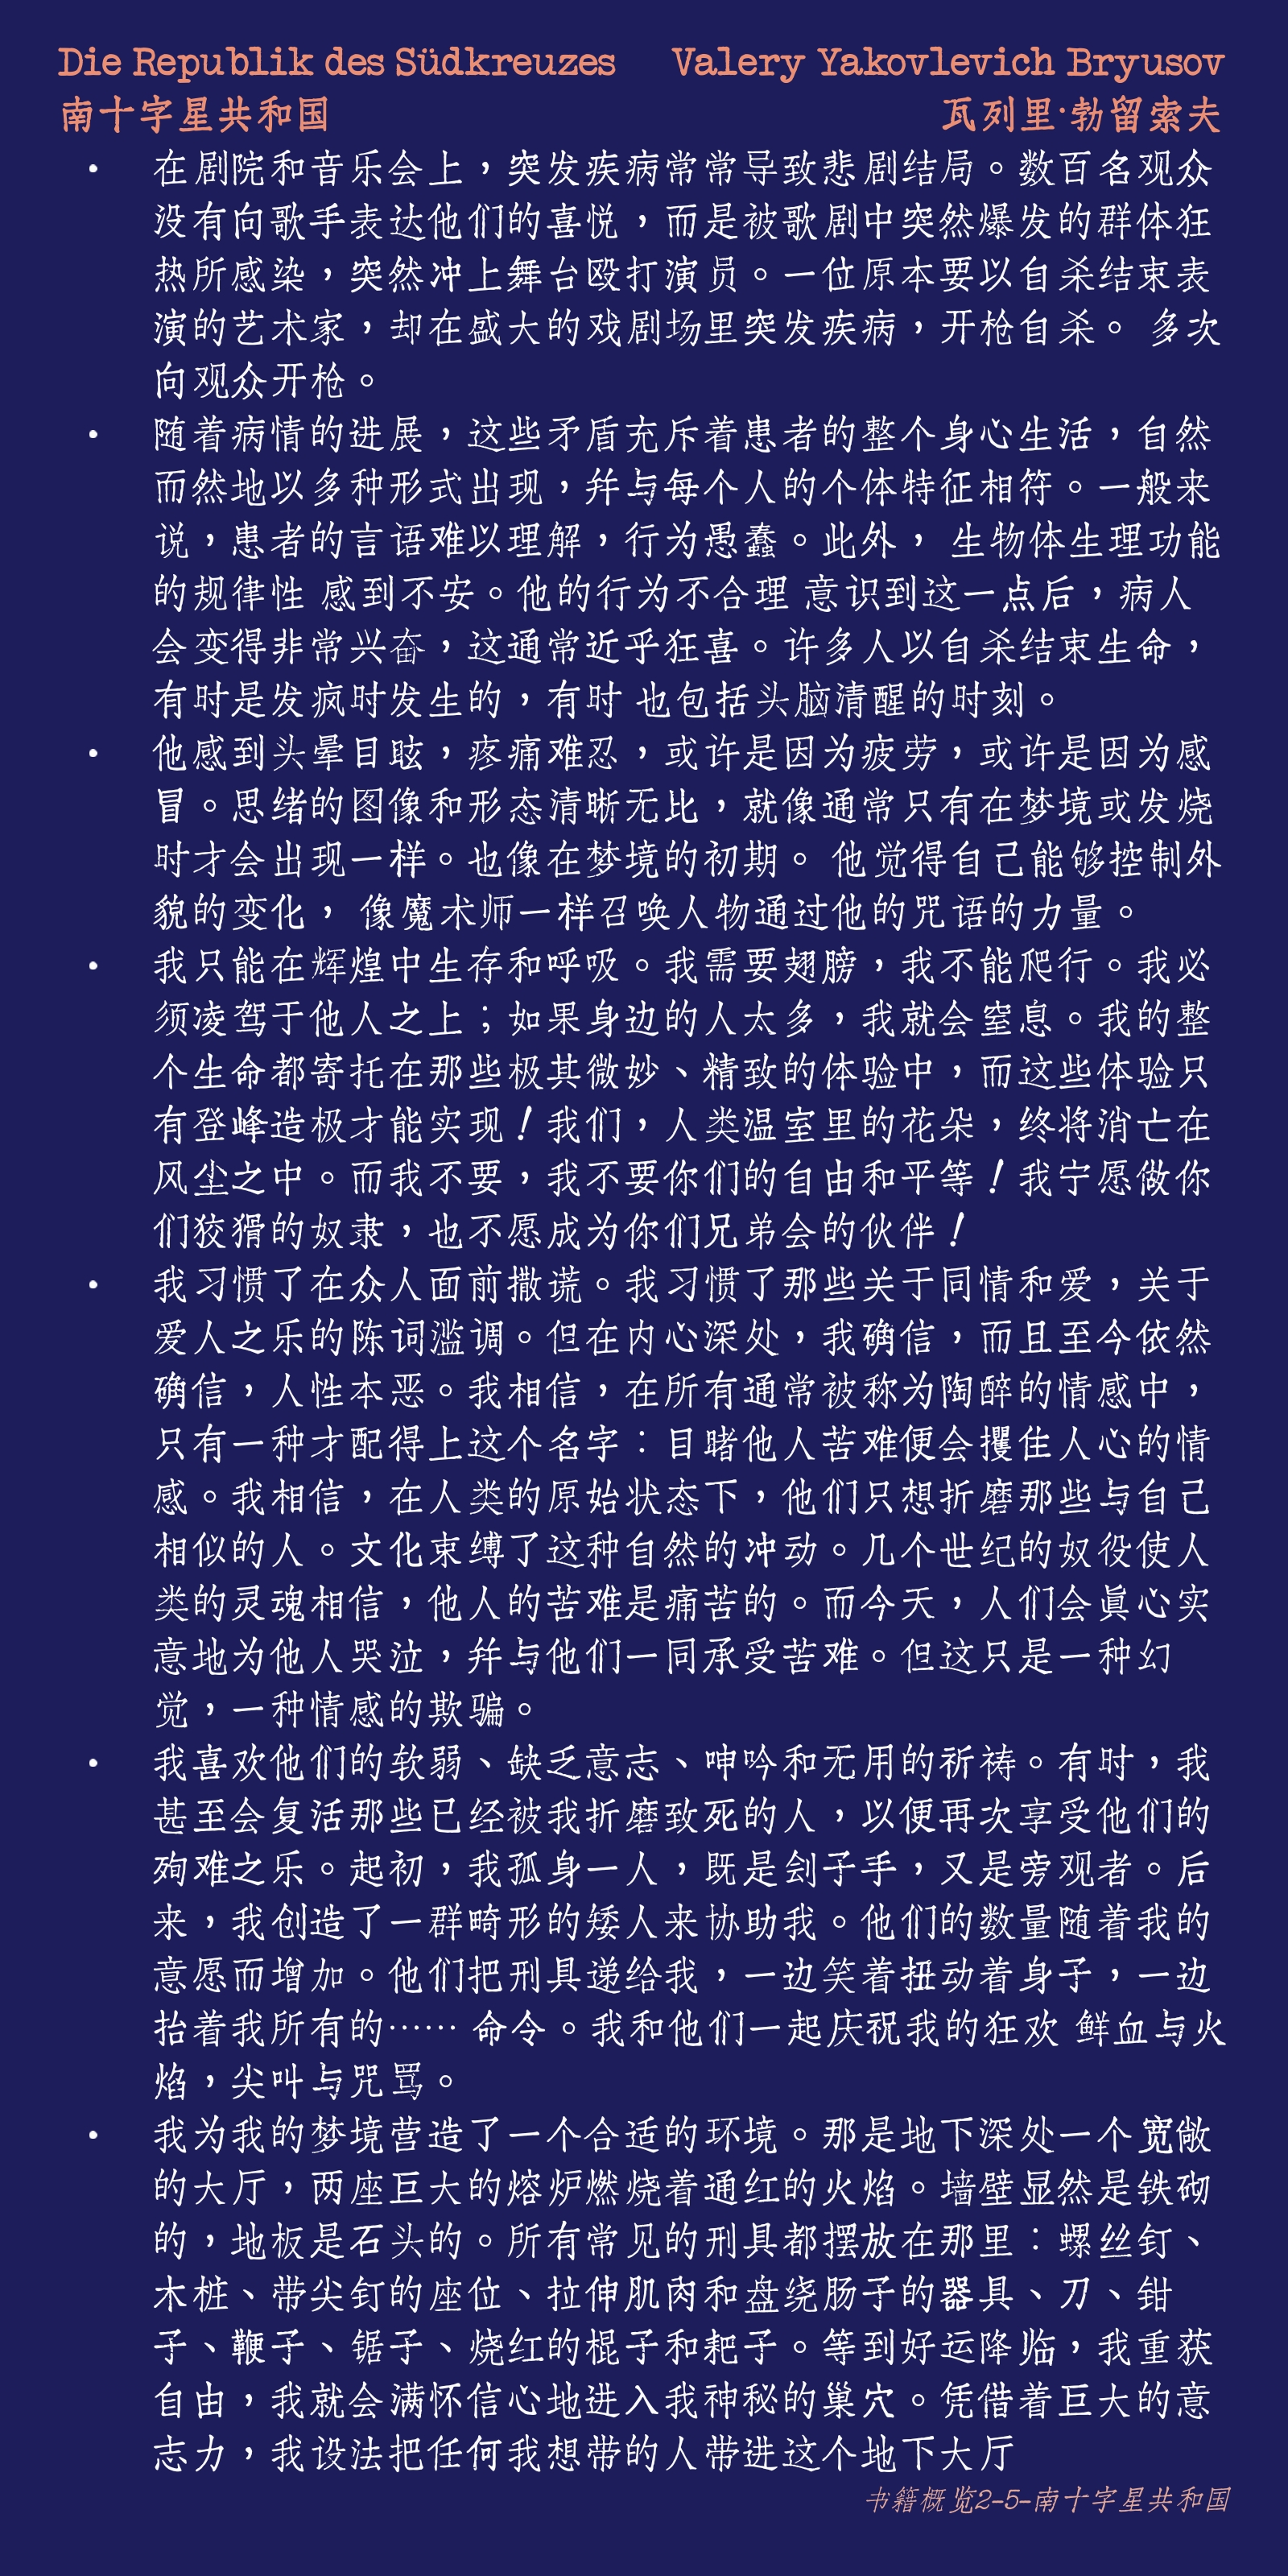 Die Republik des Südkreuzes Valery Yakovlevich Bryusov
南十字星共和国 瓦列里·勃留索夫
• 在剧院和音乐会上，突发疾病常常导致悲剧结局。数百名观众
没有向歌手表达他们的喜悦，而是被歌剧中突然爆发的群体狂
热所感染，突然冲上舞台殴打演员。一位原本要以自杀结束表
演的艺术家，却在盛大的戏剧场里突发疾病，开枪自杀。 多次
向观众开枪。
• 随着病情的进展，这些矛盾充斥着患者的整个身心生活，自然
而然地以多种形式出现，并与每个人的个体特征相符。一般来
说，患者的言语难以理解，行为愚蠢。此外， 生物体生理功能
的规律性 感到不安。他的行为不合理 意识到这一点后，病人
会变得非常兴奋，这通常近乎狂喜。许多人以自杀结束生命，
有时是发疯时发生的，有时 也包括头脑清醒的时刻。
• 他感到头晕目眩，疼痛难忍，或许是因为疲劳，或许是因为感
冒。思绪的图像和形态清晰无比，就像通常只有在梦境或发烧
时才会出现一样。也像在梦境的初期。 他觉得自己能够控制外
貌的变化， 像魔术师一样召唤人物通过他的咒语的力量。
• 我只能在辉煌中生存和呼吸。我需要翅膀，我不能爬行。我必
须凌驾于他人之上；如果身边的人太多，我就会窒息。我的整
个生命都寄托在那些极其微妙、精致的体验中，而这些体验只
有登峰造极才能实现！我们，人类温室里的花朵，终将消亡在
风尘之中。而我不要，我不要你们的自由和平等！我宁愿做你
们狡猾的奴隶，也不愿成为你们兄弟会的伙伴！
• 我习惯了在众人面前撒谎。我习惯了那些关于同情和爱，关于
爱人之乐的陈词滥调。但在内心深处，我确信，而且至今依然
确信，人性本恶。我相信，在所有通常被称为陶醉的情感中，
只有一种才配得上这个名字：目睹他人苦难便会攫住人心的情
感。我相信，在人类的原始状态下，他们只想折磨那些与自己
相似的人。文化束缚了这种自然的冲动。几个世纪的奴役使人
类的灵魂相信，他人的苦难是痛苦的。而今天，人们会真心实
意地为他人哭泣，并与他们一同承受苦难。但这只是一种幻
觉，一种情感的欺骗。
• 我喜欢他们的软弱、缺乏意志、呻吟和无用的祈祷。有时，我
甚至会复活那些已经被我折磨致死的人，以便再次享受他们的
殉难之乐。起初，我孤身一人，既是刽子手，又是旁观者。后
来，我创造了一群畸形的矮人来协助我。他们的数量随着我的
意愿而增加。他们把刑具递给我，一边笑着扭动着身子，一边
抬着我所有的…… 命令。我和他们一起庆祝我的狂欢 鲜血与火
焰，尖叫与咒骂。
• 我为我的梦境营造了一个合适的环境。那是地下深处一个宽敞
的大厅，两座巨大的熔炉燃烧着通红的火焰。墙壁显然是铁砌
的，地板是石头的。所有常见的刑具都摆放在那里：螺丝钉、
木桩、带尖钉的座位、拉伸肌肉和盘绕肠子的器具、刀、钳
子、鞭子、锯子、烧红的棍子和耙子。等到好运降临，我重获
自由，我就会满怀信心地进入我神秘的巢穴。凭借着巨大的意
志力，我设法把任何我想带的人带进这个地下大厅
书籍概览2-5-南十字星共和国